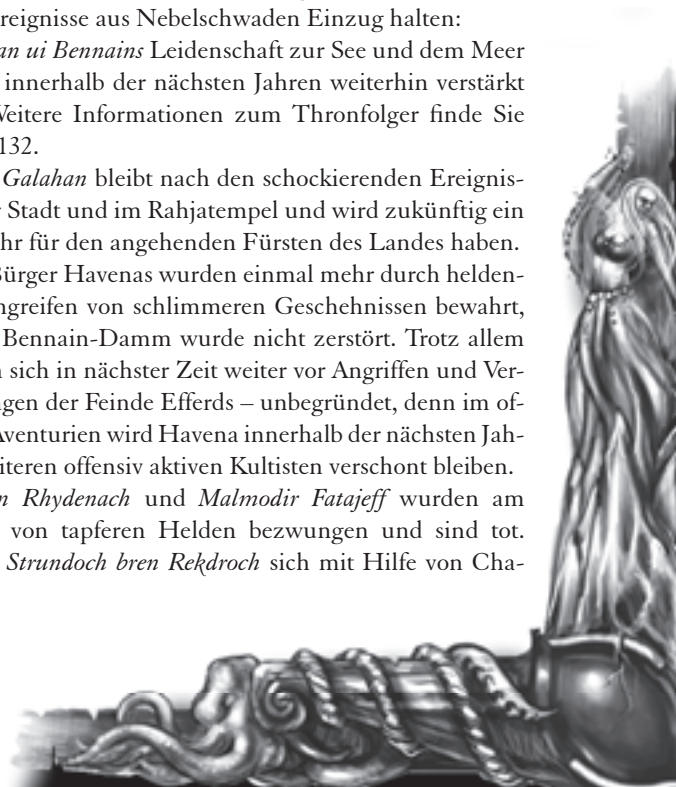 reignisse aus Nebelschwaden Einzug halten:
an ui Bennains Leidenschaft zur See und dem Meer
innerhalb der nächsten Jahren weiterhin verstärkt
Weitere Informationen zum Thronfolger finde Sie
132.
Galahan bleibt nach den schockierenden Ereignis-
r Stadt und im Rahjatempel und wird zukünftig ein
hr für den angehenden Fürsten des Landes haben.
Bürger Havenas wurden einmal mehr durch helden-
ngreifen von schlimmeren Geschehnissen bewahrt,
Bennain-Damm wurde nicht zerstört. Trotz allem
n sich in nächster Zeit weiter vor Angriffen und Ver-
ngen der Feinde Efferds – unbegründet, denn im of-
Aventurien wird Havena innerhalb der nächsten Jah-
iteren offensiv aktiven Kultisten verschont bleiben.
n Rhydenach und Malmodir Fatajeff wurden am
von tapferen Helden bezwungen und sind tot.
Strundoch bren Rekdroch sich mit Hilfe von Cha-